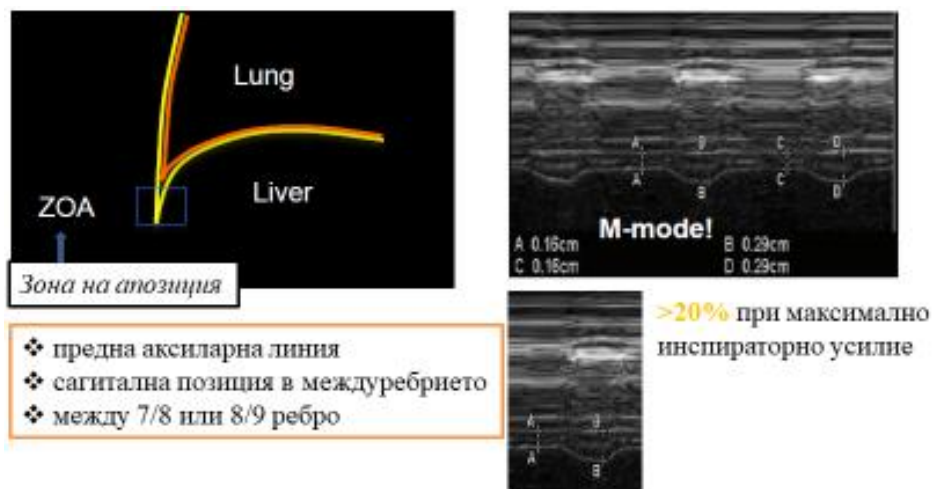 Lung
Liver
ZOA
Зона на апозиция
❖ предна аксиларна линия
❖ сагитална позиция в междуребрието
❖ между 7/8 или 8/9 ребро
A D C D
A B C D
M-mode!
A 0.16cm B 0.29cm
C 0.16cm D 0.29cm
>20% при максимално
инспираторно усилие
A B
A B